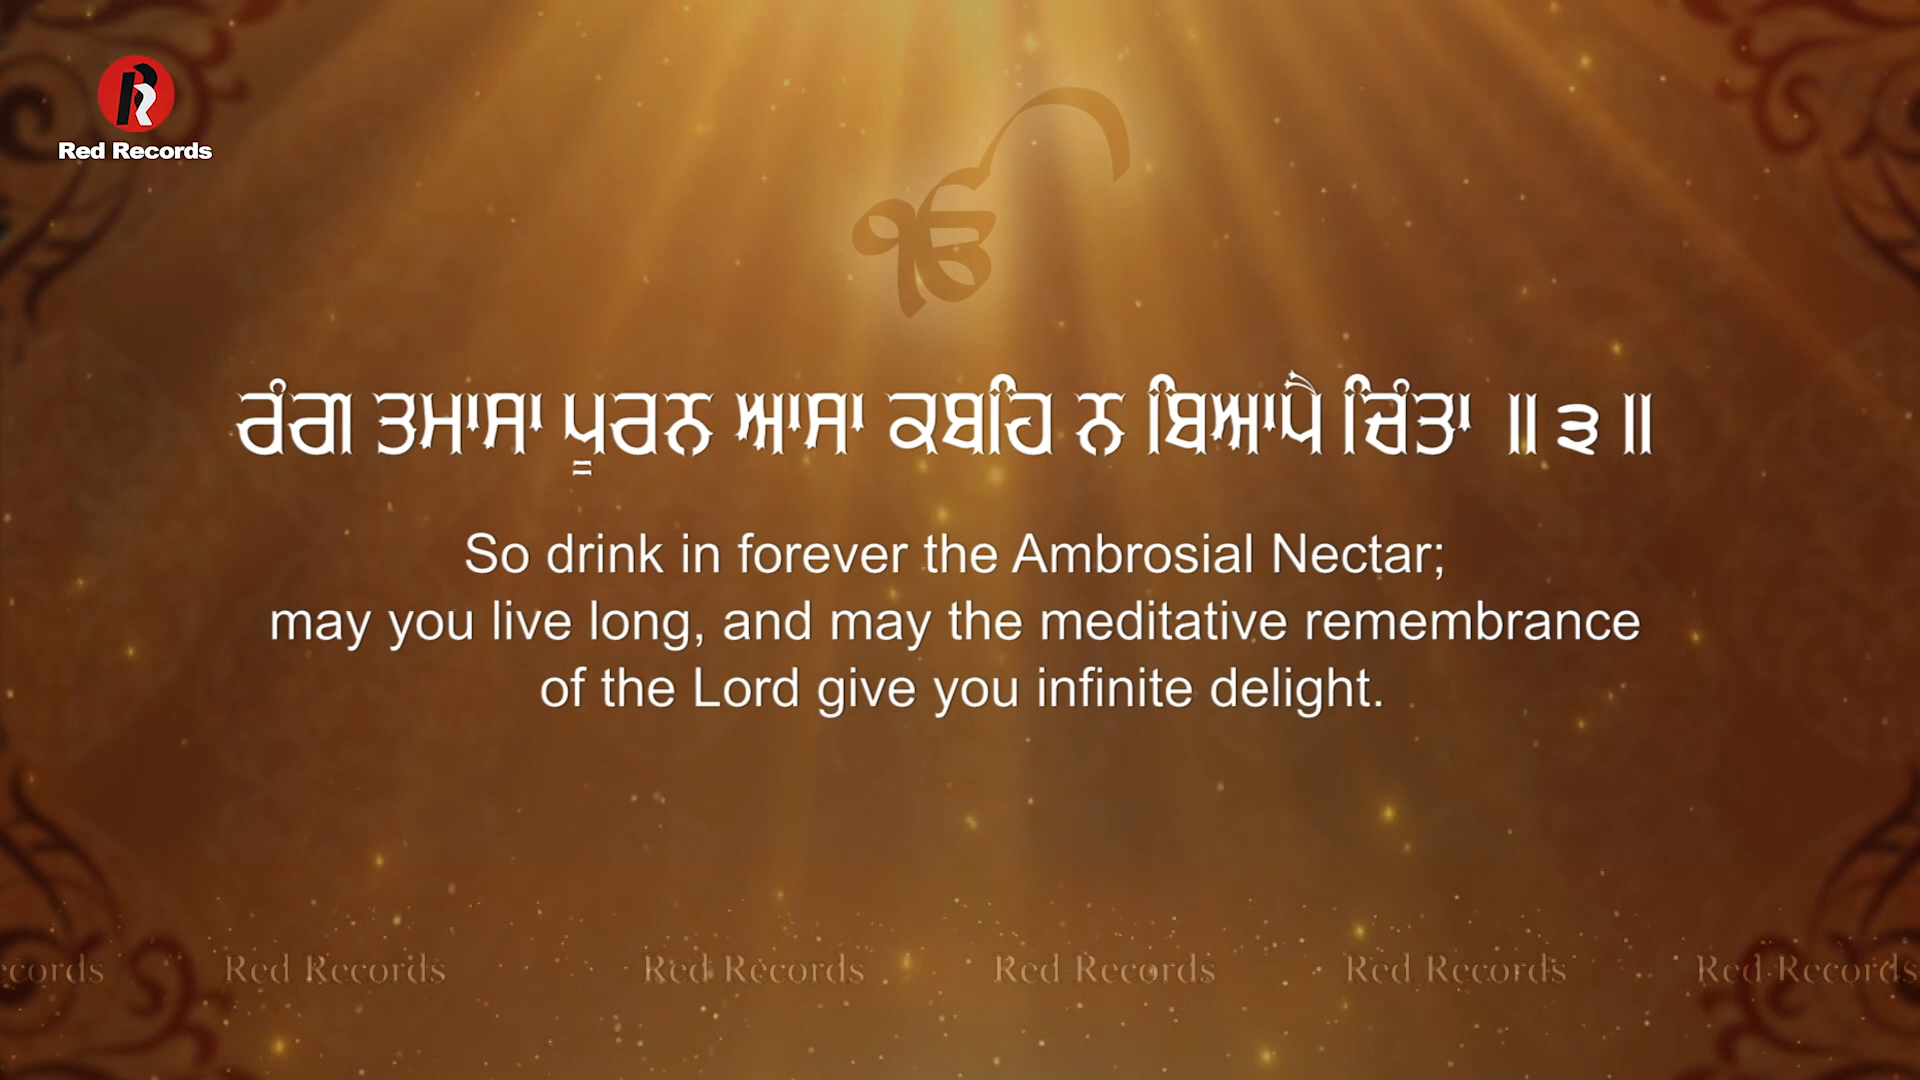 Red Records
ੴ
ਰੰਗ ਤਮਾਸਾ ਪੂਰਨ ਆਸਾ ਕਬਹਿ ਨ ਬਿਆਪੈ ਚਿੰਤਾ ॥੩॥
So drink in forever the Ambrosial Nectar;
may you live long, and may the meditative remembrance
of the Lord give you infinite delight.
ecords Red Records Red Records Red Records Red Records Red Records